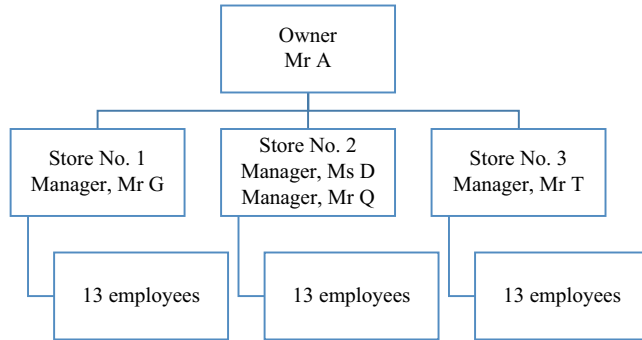 Owner
Mr A
Store No. 1
Manager, Mr G
Store No. 2
Manager, Ms D
Manager, Mr Q
Store No. 3
Manager, Mr T
13 employees
13 employees
13 employees